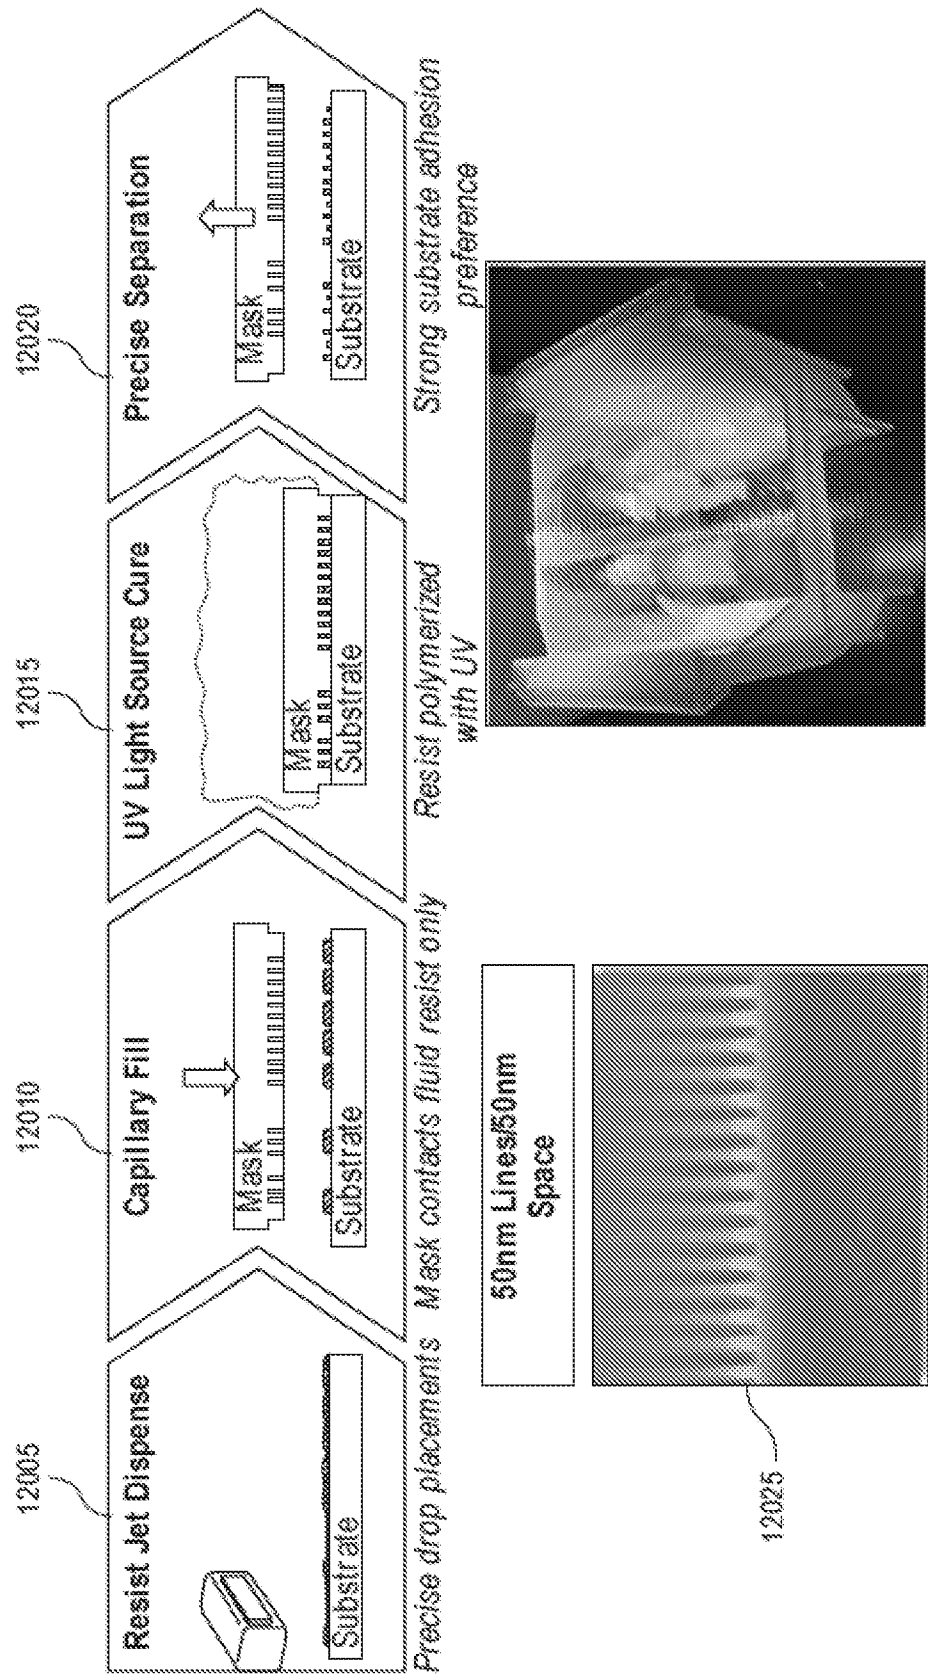 12005
12010
12015
12020
Resist Jet Dispense
Capillary Fill
UV Light Source Cure
Precise Separation
Substrate
Mask
Substrate
Mask
Substrate
Mask
Substrate
Precise drop placements
Mask contacts fluid resist only
Resist polymerized
with UV
Strong substrate adhesion
preference
50nm Lines/50nm
Space
12025